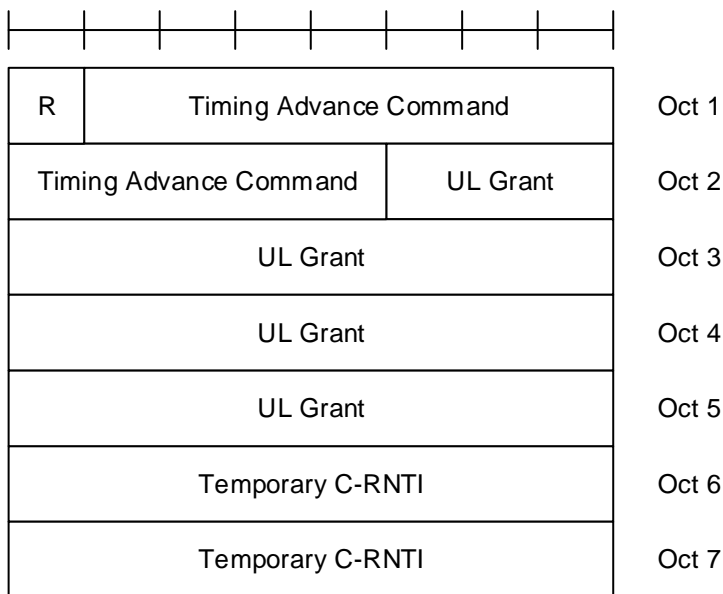 R Timing Advance Command Oct 1
Timing Advance Command UL Grant Oct 2
UL Grant Oct 3
UL Grant Oct 4
UL Grant Oct 5
Temporary C-RNTI Oct 6
Temporary C-RNTI Oct 7